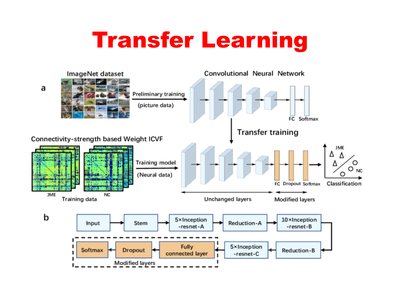 Transfer Learning
ImageNet dataset
Convolutional Neural Network
a
Preliminary training
(picture data)
FC Softmax
Transfer training
Connectivity-strength based Weight ICVF
Training model
(Neural data)
JME
NC
Training data
FC Dropout Softmax
Unchanged layers
Modified layers
JME
NC
Classification
b
Input
Stem
5×Inception
-resnet-A
Reduction-A
10×Inception
-resnet-B
Softmax
Dropout
Fully
connected layer
5×Inception
-resnet-C
Reduction-B
Modified layers